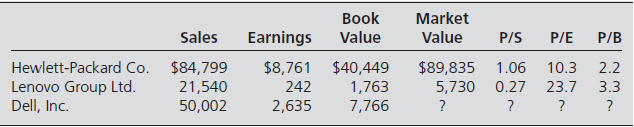 Sales Earnings Book Value Market Value P/S P/E P/B
Hewlett-Packard Co. $84,799 $8,761 $40,449 $89,835 1.06 10.3 2.2
Lenovo Group Ltd. 21,540 242 1,763 5,730 0.27 23.7 3.3
Dell, Inc. 50,002 2,635 7,766 ? ? ? ?